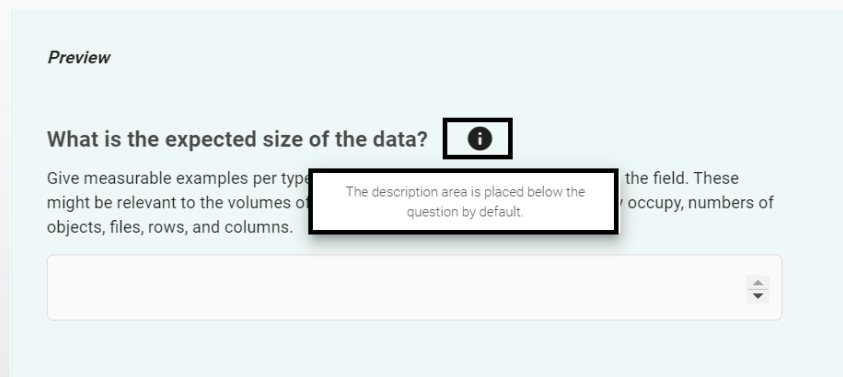 Preview
What is the expected size of the data?
Give measurable examples per type
the field. These
might be relevant to the volumes of
occupy, numbers of
objects, files, rows, and columns.
The description area is placed below the
question by default.